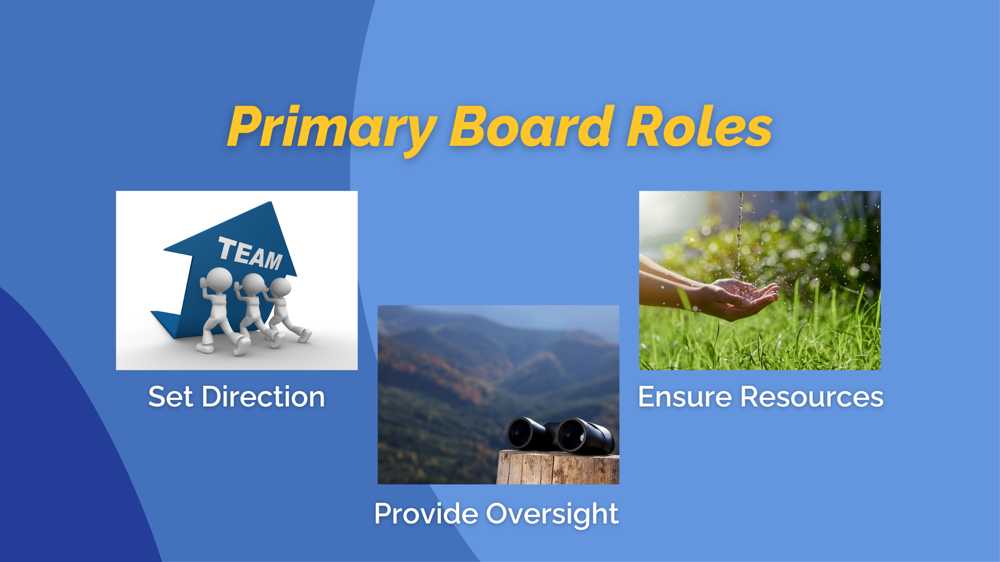 Primary Board Roles
TEAM
Set Direction
Ensure Resources
Provide Oversight